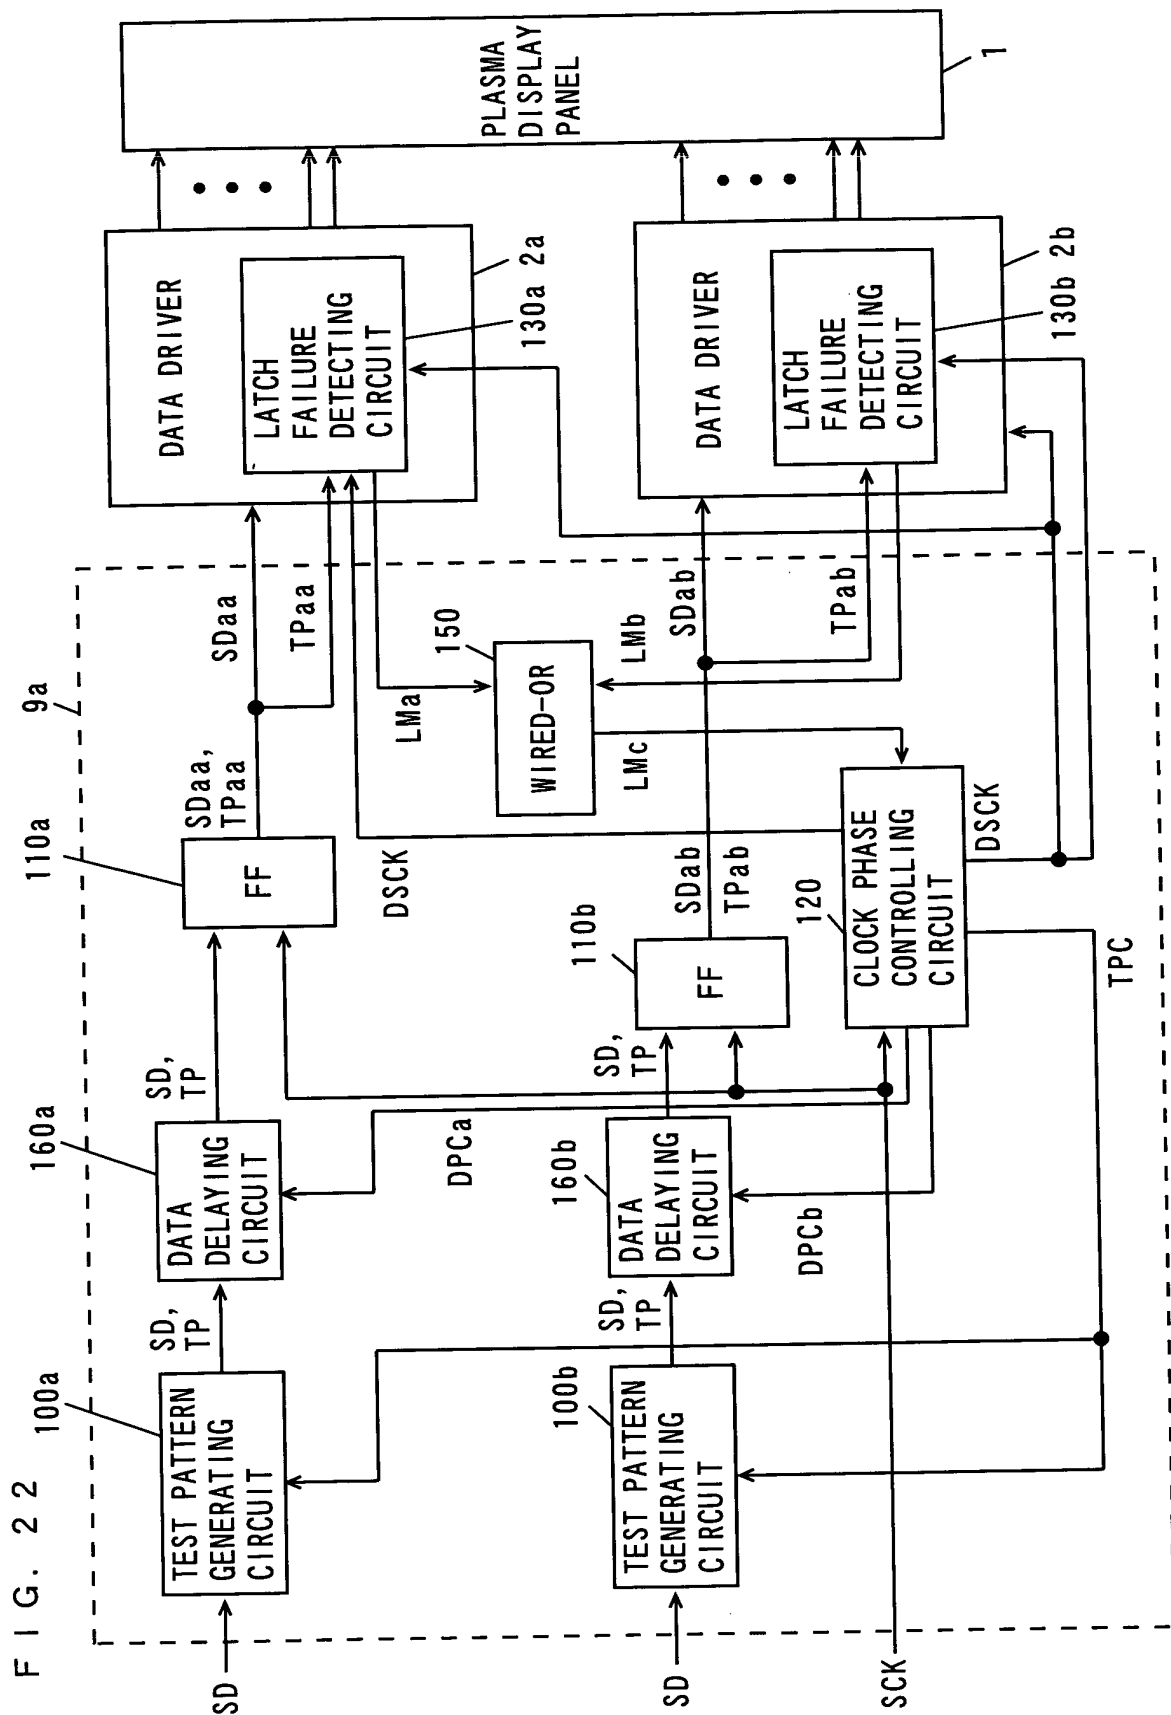 FIG. 22
9a
100a
TEST PATTERN
GENERATING
CIRCUIT
SD
SD,
TP
160a
DATA
DELAYING
CIRCUIT
SD,
TP
110a
FF
SDaa,
TPaa
SDaa
TPaa
DATA DRIVER
LATCH
FAILURE
DETECTING
CIRCUIT
2a
130a
PLASMA
DISPLAY
PANEL
1
DPCa
DSCK
LMa
150
WIRED-OR
LMb
LMc
100b
TEST PATTERN
GENERATING
CIRCUIT
SD
SD,
TP
160b
DATA
DELAYING
CIRCUIT
SD,
TP
110b
FF
SDab
TPab
SDab
TPab
DATA DRIVER
LATCH
FAILURE
DETECTING
CIRCUIT
2b
130b
DPCb
120
CLOCK PHASE
CONTROLLING
CIRCUIT
DSCK
SCK
TPC